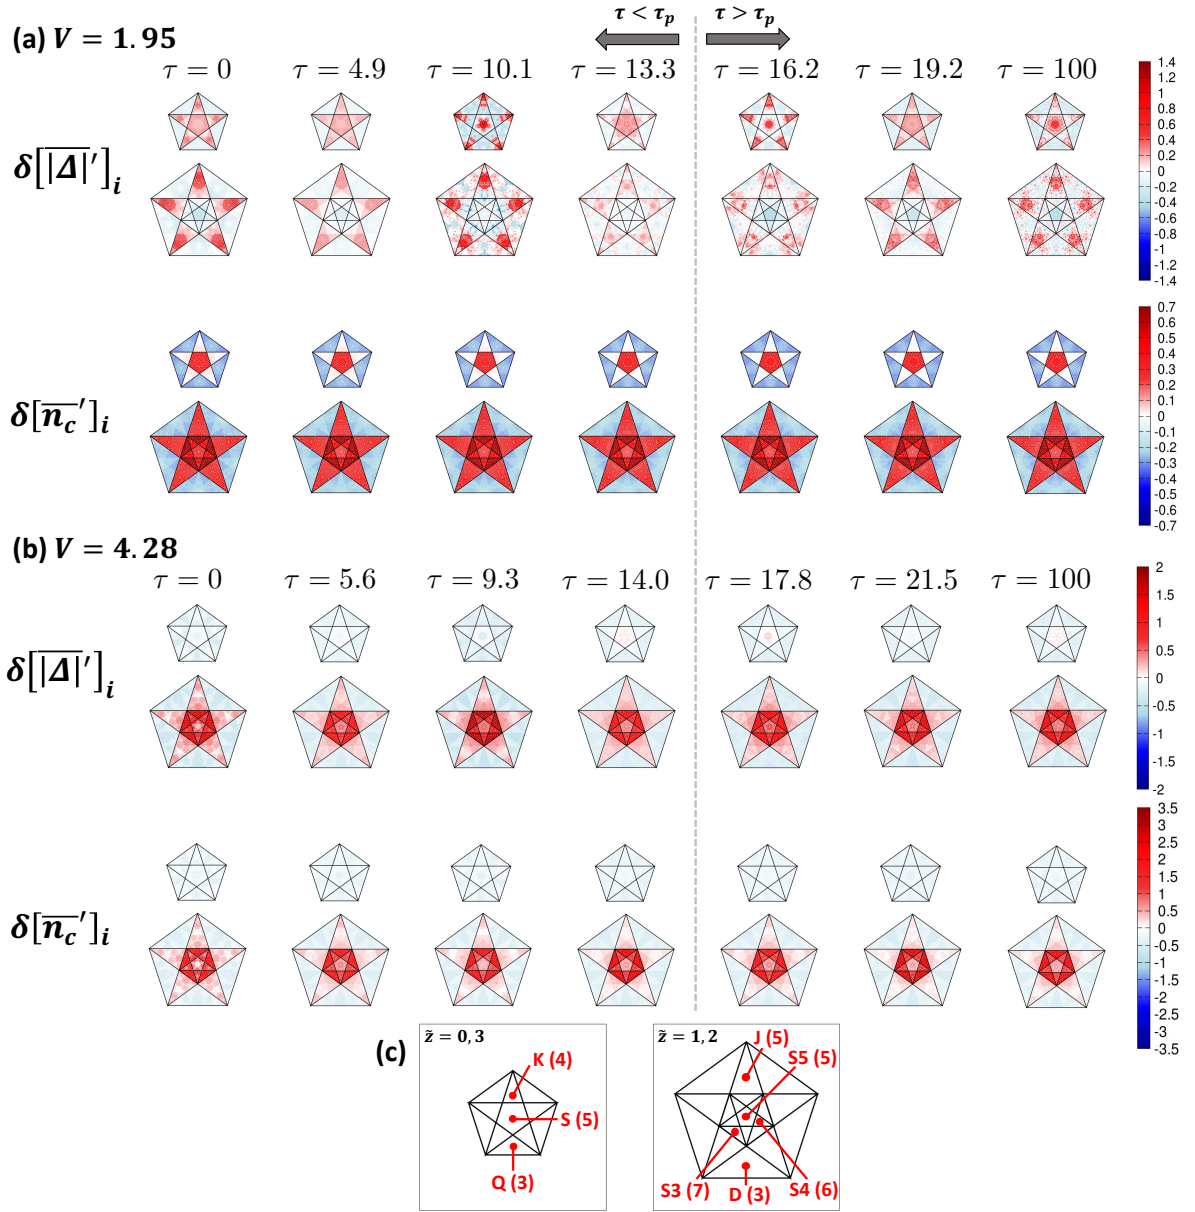 τ < τₚ τ > τₚ
(a) V = 1.95
τ = 0 τ = 4.9 τ = 10.1 τ = 13.3 τ = 16.2 τ = 19.2 τ = 100
δ[|Δ|′]ᵢ
1.4
1.2
1
0.8
0.6
0.4
0.2
0
-0.2
-0.4
-0.6
-0.8
-1
-1.2
-1.4
δ[n_c′]ᵢ
0.7
0.6
0.5
0.4
0.3
0.2
0.1
0
-0.1
-0.2
-0.3
-0.4
-0.5
-0.6
-0.7
(b) V = 4.28
τ = 0 τ = 5.6 τ = 9.3 τ = 14.0 τ = 17.8 τ = 21.5 τ = 100
δ[|Δ|′]ᵢ
2
1.5
1
0.5
0
-0.5
-1
-1.5
-2
δ[n_c′]ᵢ
3.5
3
2.5
2
1.5
1
0.5
0
-0.5
-1
-1.5
-2
-2.5
-3
-3.5
(c)
z̃ = 0,3
K (4)
S (5)
Q (3)
z̃ = 1,2
J (5)
S5 (5)
S3 (7)
D (3)
S4 (6)